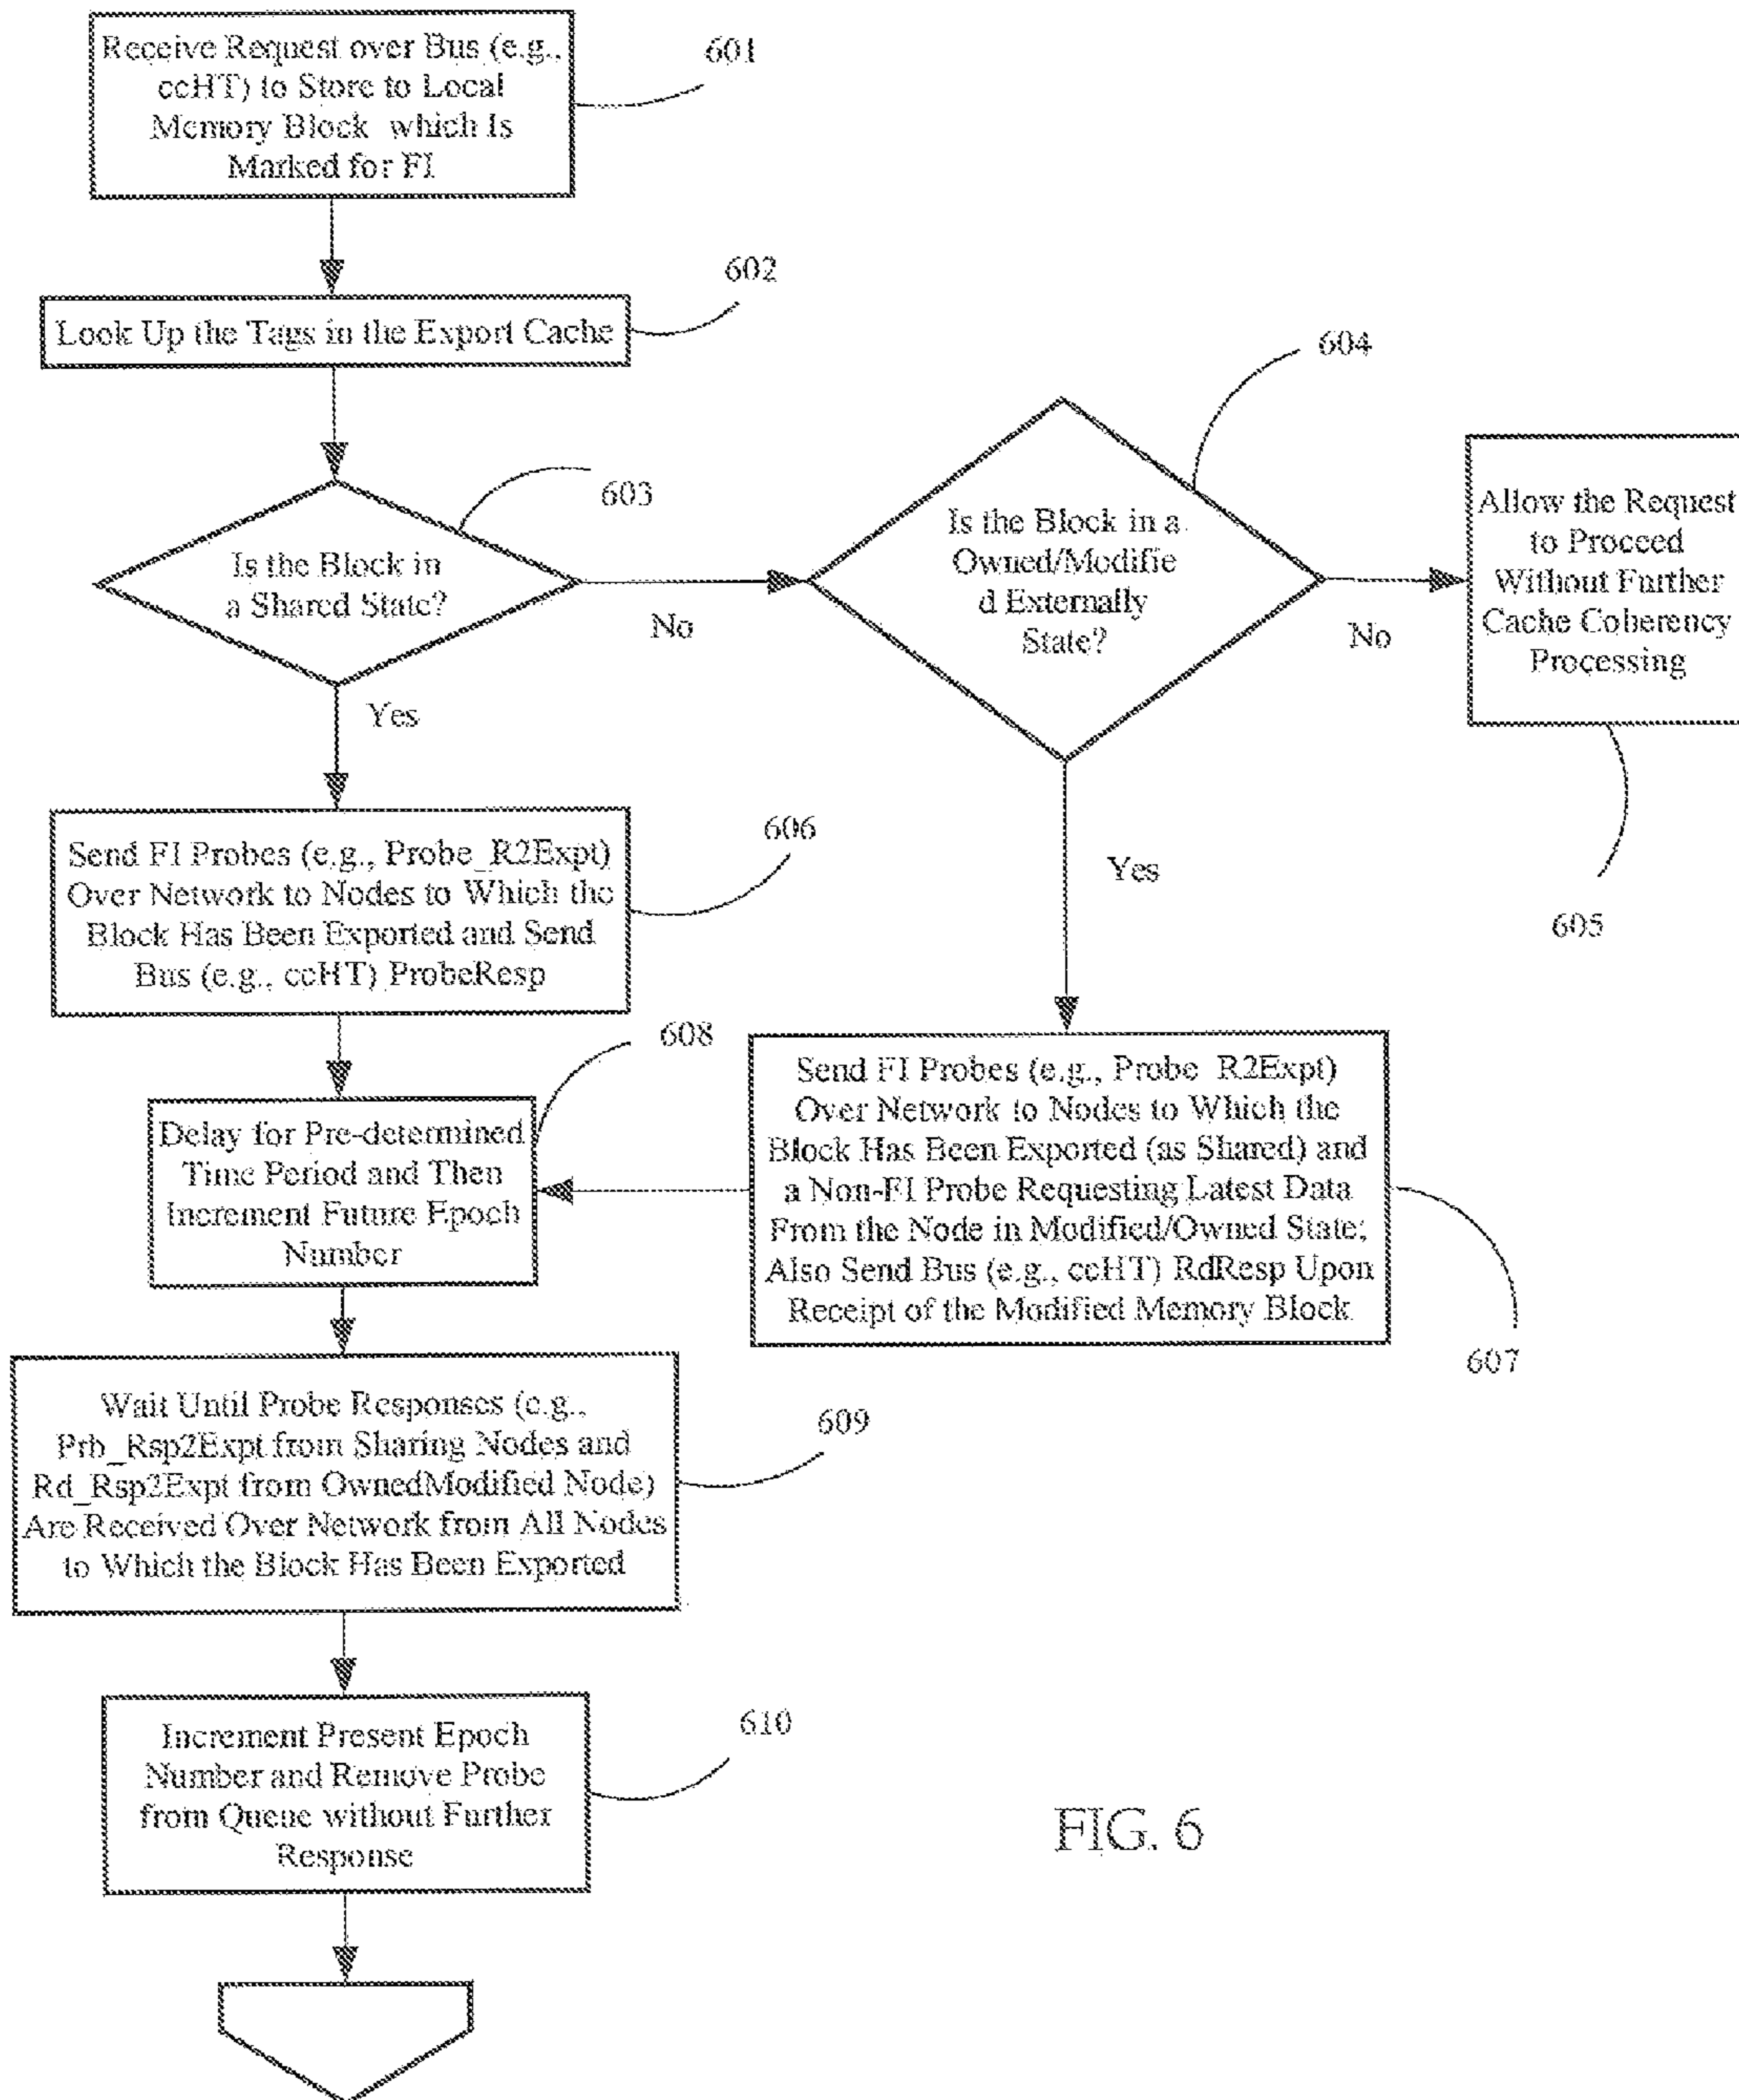 Receive Request over Bus (e.g.,
ccHT) to Store to Local
Memory Block which Is
Marked for FI
601
Look Up the Tags in the Export Cache
602
Is the Block in
a Shared State?
603
No
Yes
Is the Block in a
Owned/Modifie
d Externally
State?
604
No
Yes
Allow the Request
to Proceed
Without Further
Cache Coherency
Processing
605
Send FI Probes (e.g., Probe_R2Expt)
Over Network to Nodes to Which the
Block Has Been Exported and Send
Bus (e.g., ccHT) ProbeResp
606
Send FI Probes (e.g., Probe_R2Expt)
Over Network to Nodes to Which the
Block Has Been Exported (as Shared) and
a Non-FI Probe Requesting Latest Data
From the Node in Modified/Owned State;
Also Send Bus (e.g., ccHT) RdResp Upon
Receipt of the Modified Memory Block
607
Delay for Pre-determined
Time Period and Then
Increment Future Epoch
Number
608
Wait Until Probe Responses (e.g.,
Prb_Rsp2Expt from Sharing Nodes and
Rd_Rsp2Expt from OwnedModified Node)
Are Received Over Network from All Nodes
to Which the Block Has Been Exported
609
Increment Present Epoch
Number and Remove Probe
from Queue without Further
Response
610
FIG. 6